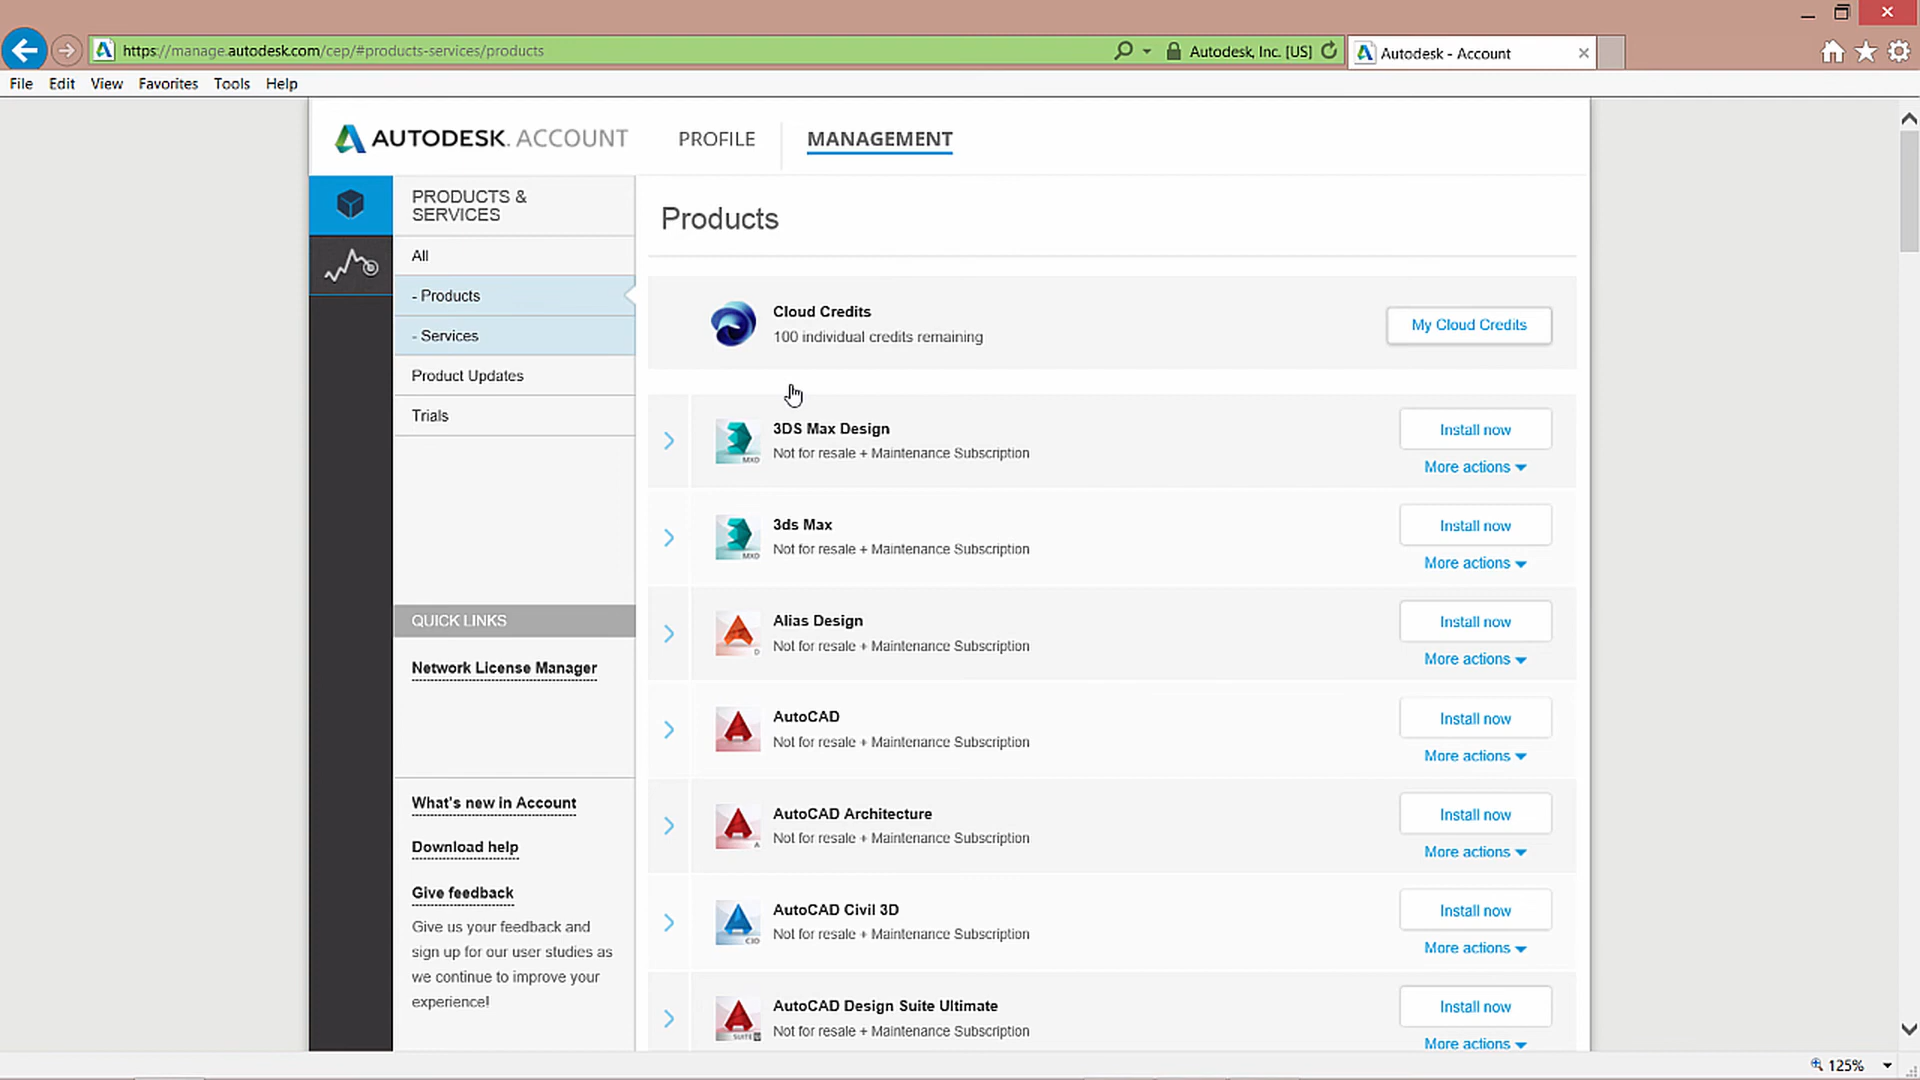 https://manage.autodesk.com/cep/#products-services/products
Autodesk, Inc. [US]
Autodesk - Account
File Edit View Favorites Tools Help
AUTODESK. ACCOUNT
PROFILE
MANAGEMENT
PRODUCTS &
SERVICES
All
- Products
- Services
Product Updates
Trials
QUICK LINKS
Network License Manager
What's new in Account
Download help
Give feedback
Give us your feedback and
sign up for our user studies as
we continue to improve your
experience!
Products
Cloud Credits
100 individual credits remaining
My Cloud Credits
3DS Max Design
Not for resale + Maintenance Subscription
Install now
More actions
MXD
3ds Max
Not for resale + Maintenance Subscription
Install now
More actions
MXD
Alias Design
Not for resale + Maintenance Subscription
Install now
More actions
D
AutoCAD
Not for resale + Maintenance Subscription
Install now
More actions
AutoCAD Architecture
Not for resale + Maintenance Subscription
Install now
More actions
A
AutoCAD Civil 3D
Not for resale + Maintenance Subscription
Install now
More actions
C3D
AutoCAD Design Suite Ultimate
Not for resale + Maintenance Subscription
Install now
More actions
SUITE U
125%